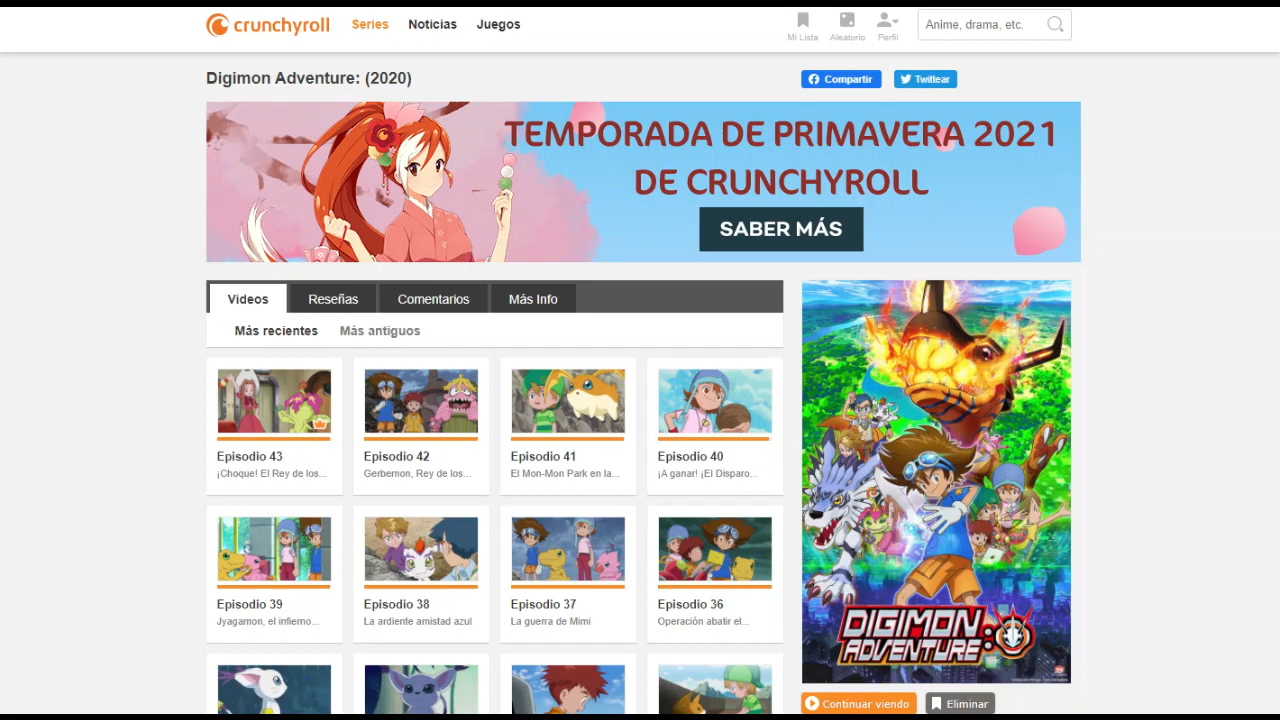 crunchyroll
Series
Noticias
Juegos
Mi Lista
Aleatorio
Perfil
Anime, drama, etc.
Digimon Adventure: (2020)
Compartir
Twittear
TEMPORADA DE PRIMAVERA 2021
DE CRUNCHYROLL
SABER MÁS
Videos
Reseñas
Comentarios
Más Info
Más recientes
Más antiguos
Episodio 43
¡Choque! El Rey de los...
Episodio 42
Gerbemon, Rey de los...
Episodio 41
El Mon-Mon Park en la...
Episodio 40
¡A ganar! ¡El Disparo...
Episodio 39
Jyagamon, el infierno...
Episodio 38
La ardiente amistad azul
Episodio 37
La guerra de Mimi
Episodio 36
Operación abatir el...
DIGIMON
ADVENTURE:
Continuar viendo
Eliminar